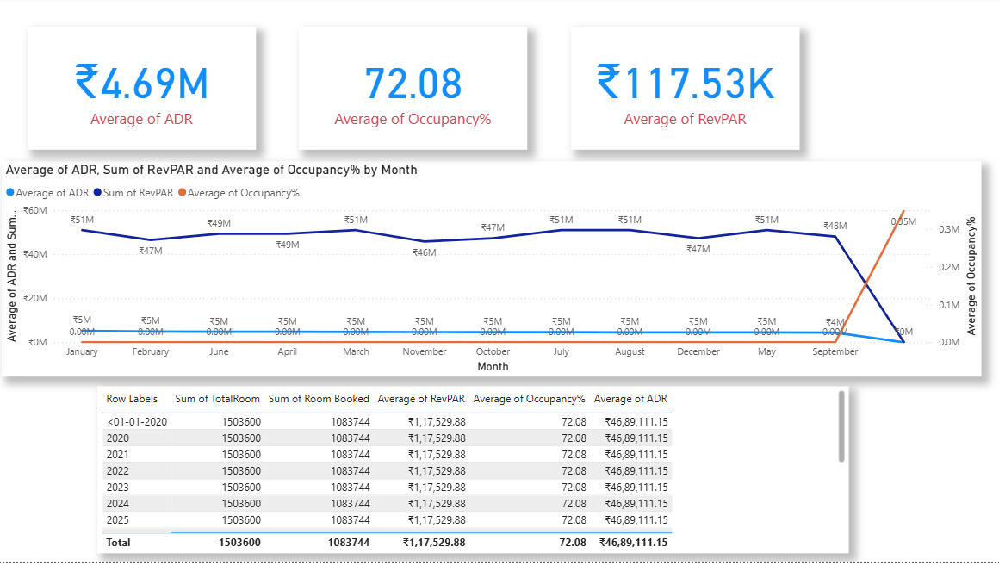 ₹4.69M
Average of ADR
72.08
Average of Occupancy%
₹117.53K
Average of RevPAR
Average of ADR, Sum of RevPAR and Average of Occupancy% by Month
Average of ADR Sum of RevPAR Average of Occupancy%
Average of ADR and Sum...
₹60M
₹40M
₹20M
₹0M
₹51M ₹47M ₹49M ₹49M ₹51M ₹46M ₹47M ₹51M ₹51M ₹47M ₹51M ₹48M 0.35M
₹5M ₹5M ₹5M ₹5M ₹5M ₹5M ₹5M ₹5M ₹5M ₹5M ₹5M ₹4M ₹0M
0.00M 0.00M 0.00M 0.00M 0.00M 0.00M 0.00M 0.00M 0.00M 0.00M 0.00M 0.00M
0.3M
0.2M
0.1M
0.0M
Average of Occupancy%
January February June April March November October July August December May September
Month
Row Labels Sum of TotalRoom Sum of Room Booked Average of RevPAR Average of Occupancy% Average of ADR
<01-01-2020 1503600 1083744 ₹1,17,529.88 72.08 ₹46,89,111.15
2020 1503600 1083744 ₹1,17,529.88 72.08 ₹46,89,111.15
2021 1503600 1083744 ₹1,17,529.88 72.08 ₹46,89,111.15
2022 1503600 1083744 ₹1,17,529.88 72.08 ₹46,89,111.15
2023 1503600 1083744 ₹1,17,529.88 72.08 ₹46,89,111.15
2024 1503600 1083744 ₹1,17,529.88 72.08 ₹46,89,111.15
2025 1503600 1083744 ₹1,17,529.88 72.08 ₹46,89,111.15
Total 1503600 1083744 ₹1,17,529.88 72.08 ₹46,89,111.15